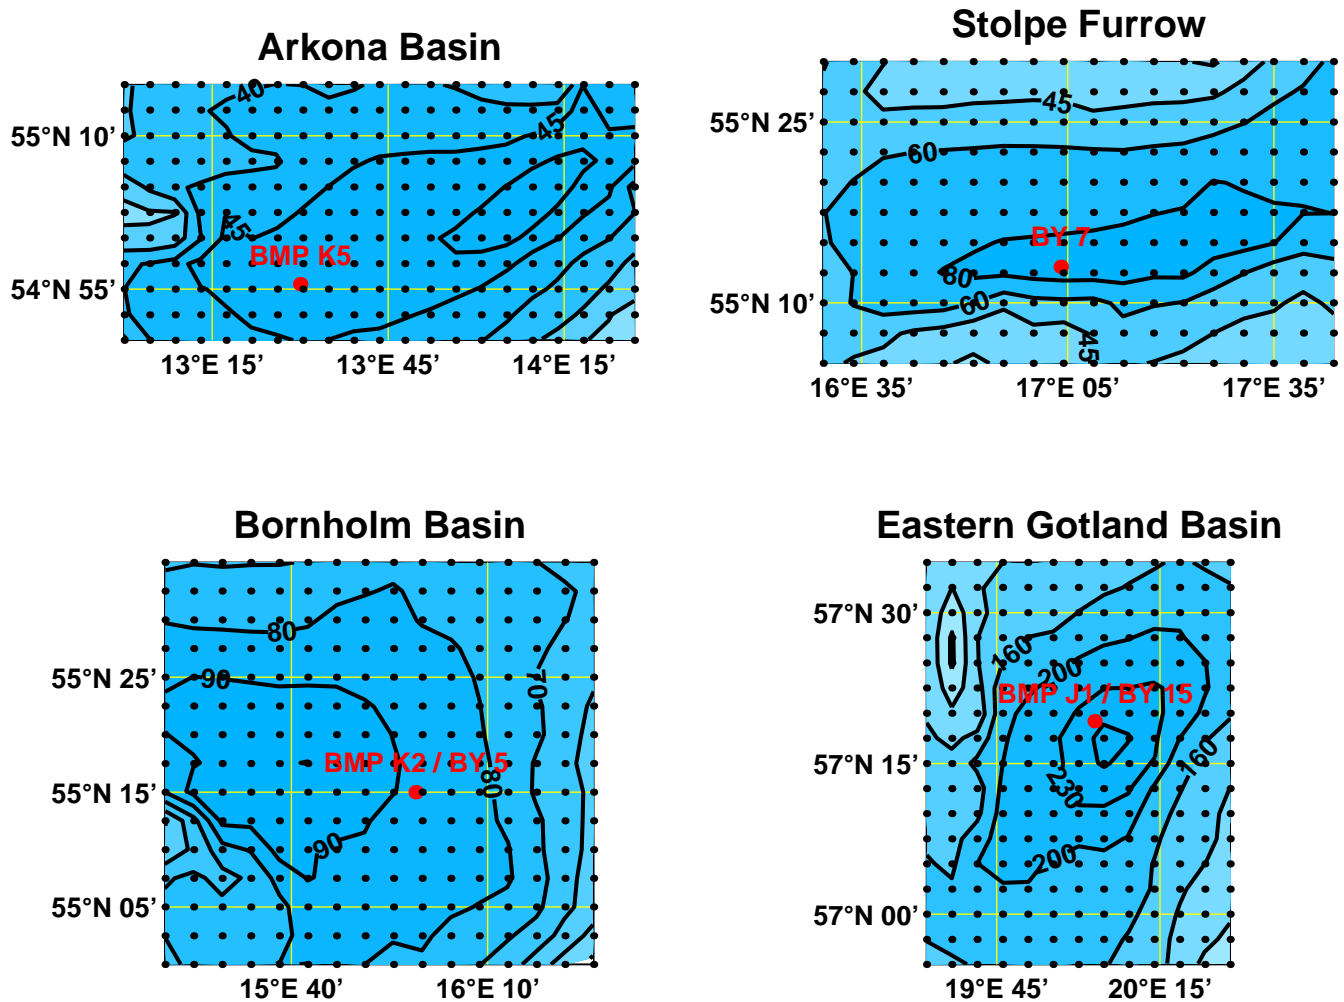 Arkona Basin
40
45
45
BMP K5
55°N 10’
54°N 55’
13°E 15’
13°E 45’
14°E 15’
Stolpe Furrow
45
60
BY 7
80
60
45
55°N 25’
55°N 10’
16°E 35’
17°E 05’
17°E 35’
Bornholm Basin
80
90
70
BMP K2 / BY 5
80
90
55°N 25’
55°N 15’
55°N 05’
15°E 40’
16°E 10’
Eastern Gotland Basin
160
200
BMP J1 / BY 15
160
230
200
57°N 30’
57°N 15’
57°N 00’
19°E 45’
20°E 15’